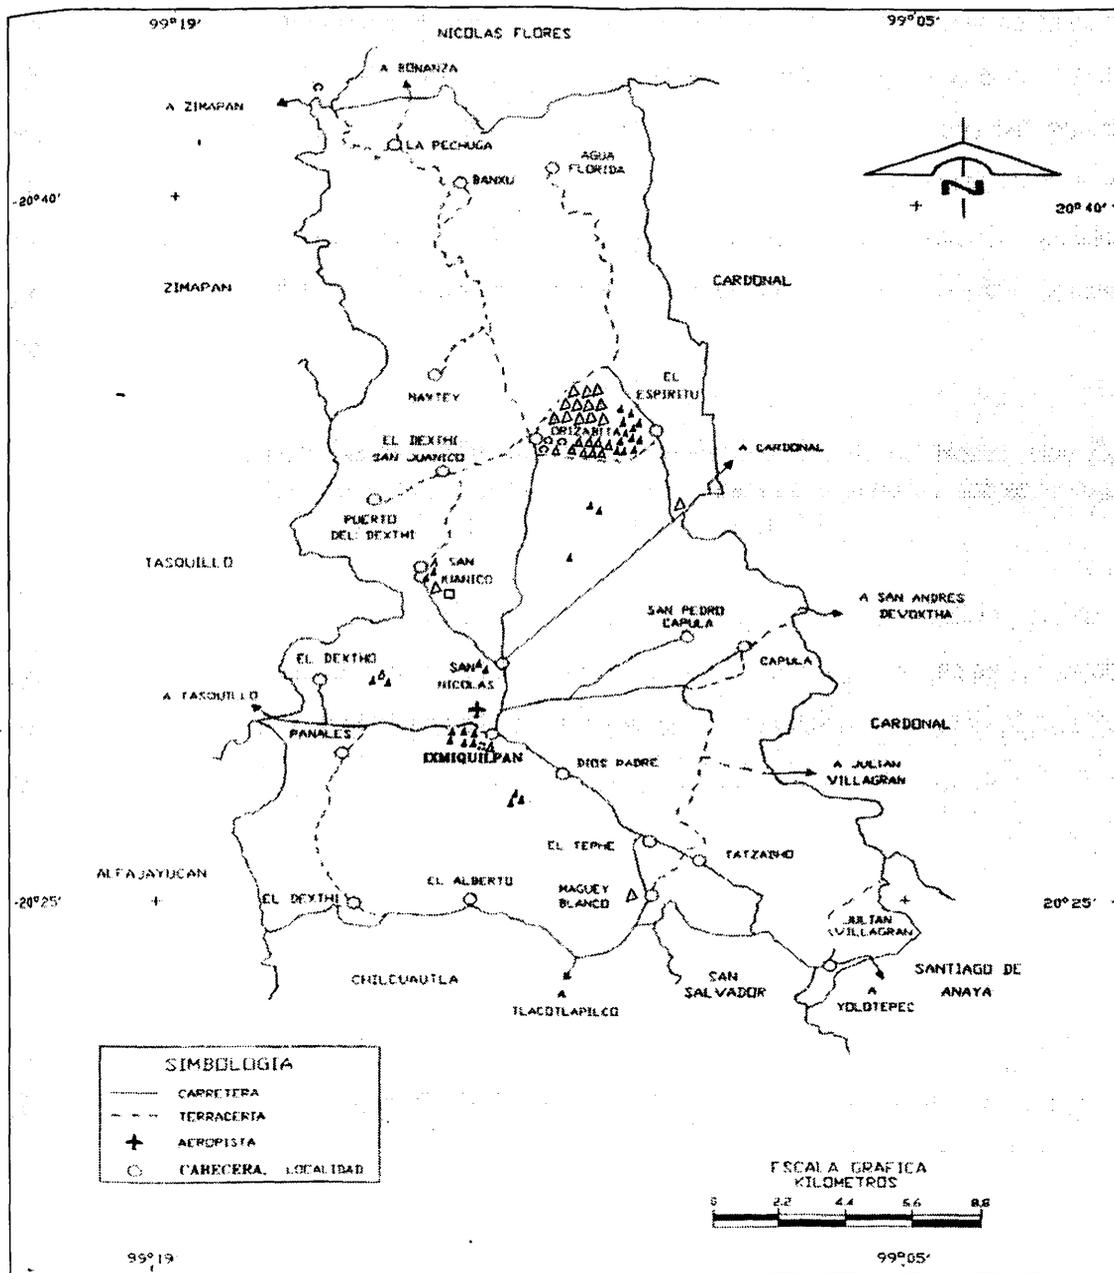 99°19'
99°05'
NICOLAS FLORES
A BONANZA
A ZIMAPAN
LA PECHUGA
AGUA
FLORIDA
BANXU
N
20°40'
20°40'
ZIMAPAN
CARDONAL
EL
ESPIRITU
NAXTEY
ORIZABITA
EL DEXTHI
SAN JUANICO
A CARDONAL
PUERTO
DEL DEXTHI
TASQUILLO
SAN
JUANICO
A SAN ANDRES
DEVOXTHA
SAN PEDRO
CAPULA
EL DEXTHO
SAN
NICOLAS
CAPULA
A TASQUILLO
CARDONAL
PANALES
IXMIQUILPAN
DIOS PADRE
A JULIAN
VILLAGRAN
EL TEPHE
TATZADHO
ALFAJAYUCAN
EL ALBERTO
MAGUEY
BLANCO
EL DEXTHI
20°25'
20°25'
JULIAN
VILLAGRAN
CHILCUAUTLA
SAN
SALVADOR
SANTIAGO DE
ANAYA
A
TLACOTLAPILCO
A
YOLOTEPEC
SIMBOLOGIA
CARRETERA
TERRACERIA
AEROPISTA
CABECERA, LOCALIDAD
ESCALA GRAFICA
KILOMETROS
0 2.2 4.4 6.6 8.8
99°19
99°05'